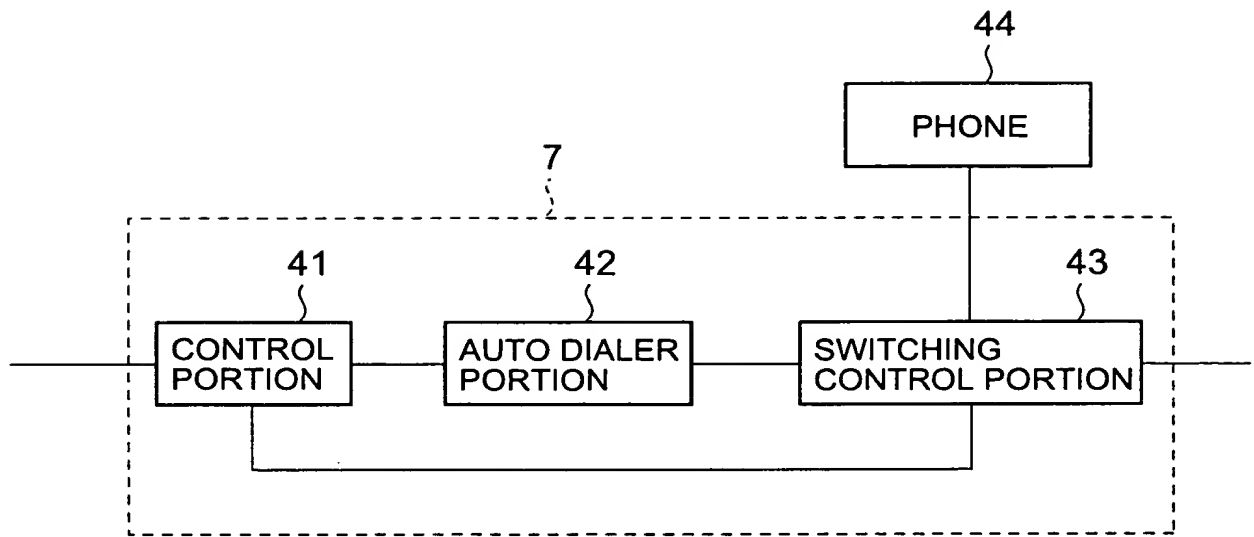 44
PHONE
7
41
42
43
CONTROL
PORTION
AUTO DIALER
PORTION
SWITCHING
CONTROL PORTION